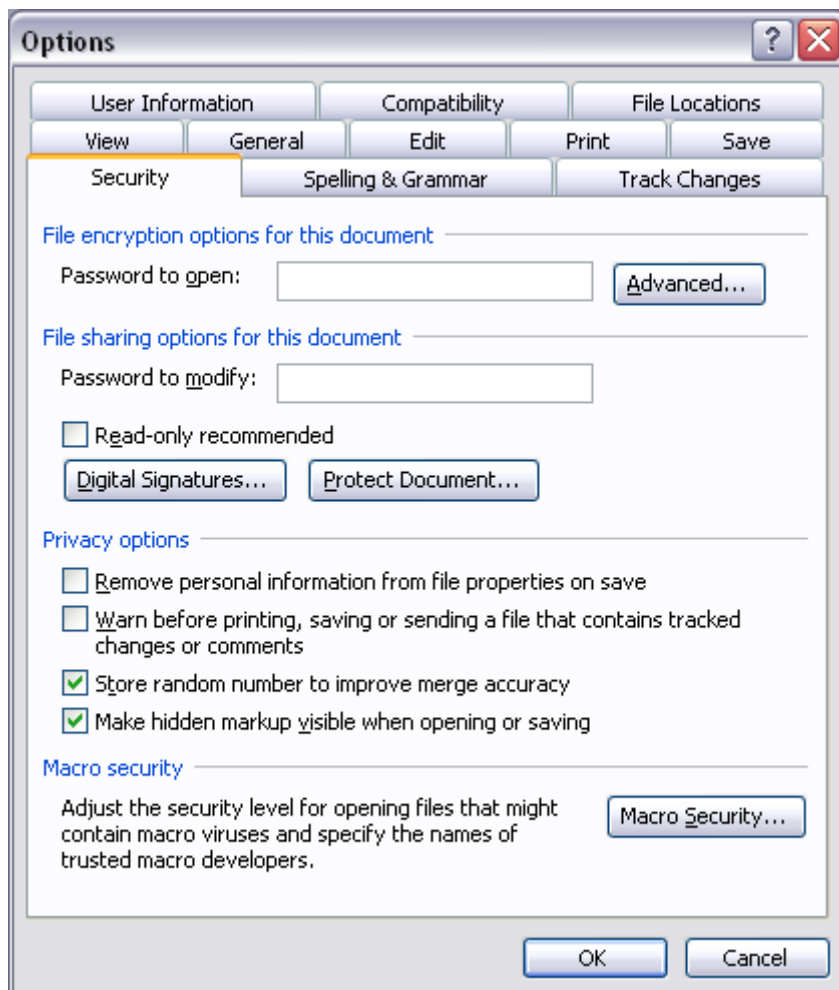 Options
User Information Compatibility File Locations
View General Edit Print Save
Security Spelling & Grammar Track Changes
File encryption options for this document
Password to open: Advanced...
File sharing options for this document
Password to modify:
Read-only recommended
Digital Signatures... Protect Document...
Privacy options
Remove personal information from file properties on save
Warn before printing, saving or sending a file that contains tracked
changes or comments
Store random number to improve merge accuracy
Make hidden markup visible when opening or saving
Macro security
Adjust the security level for opening files that might Macro Security...
contain macro viruses and specify the names of
trusted macro developers.
OK Cancel